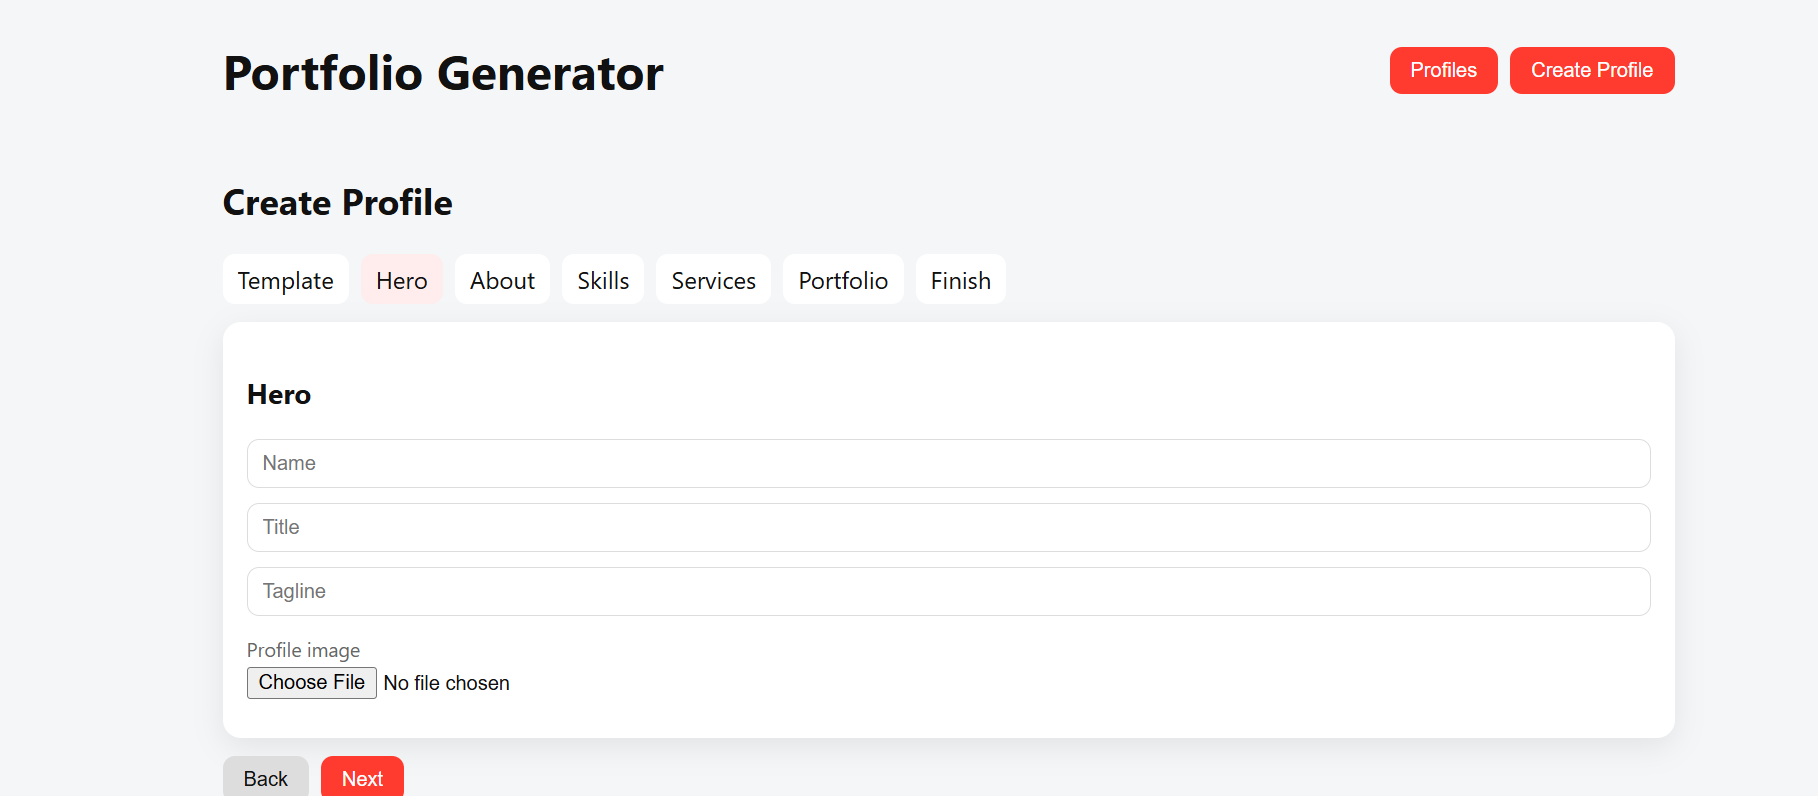 Portfolio Generator
Profiles Create Profile
Create Profile
Template Hero About Skills Services Portfolio Finish
Hero
Name
Title
Tagline
Profile image
Choose File No file chosen
Back Next